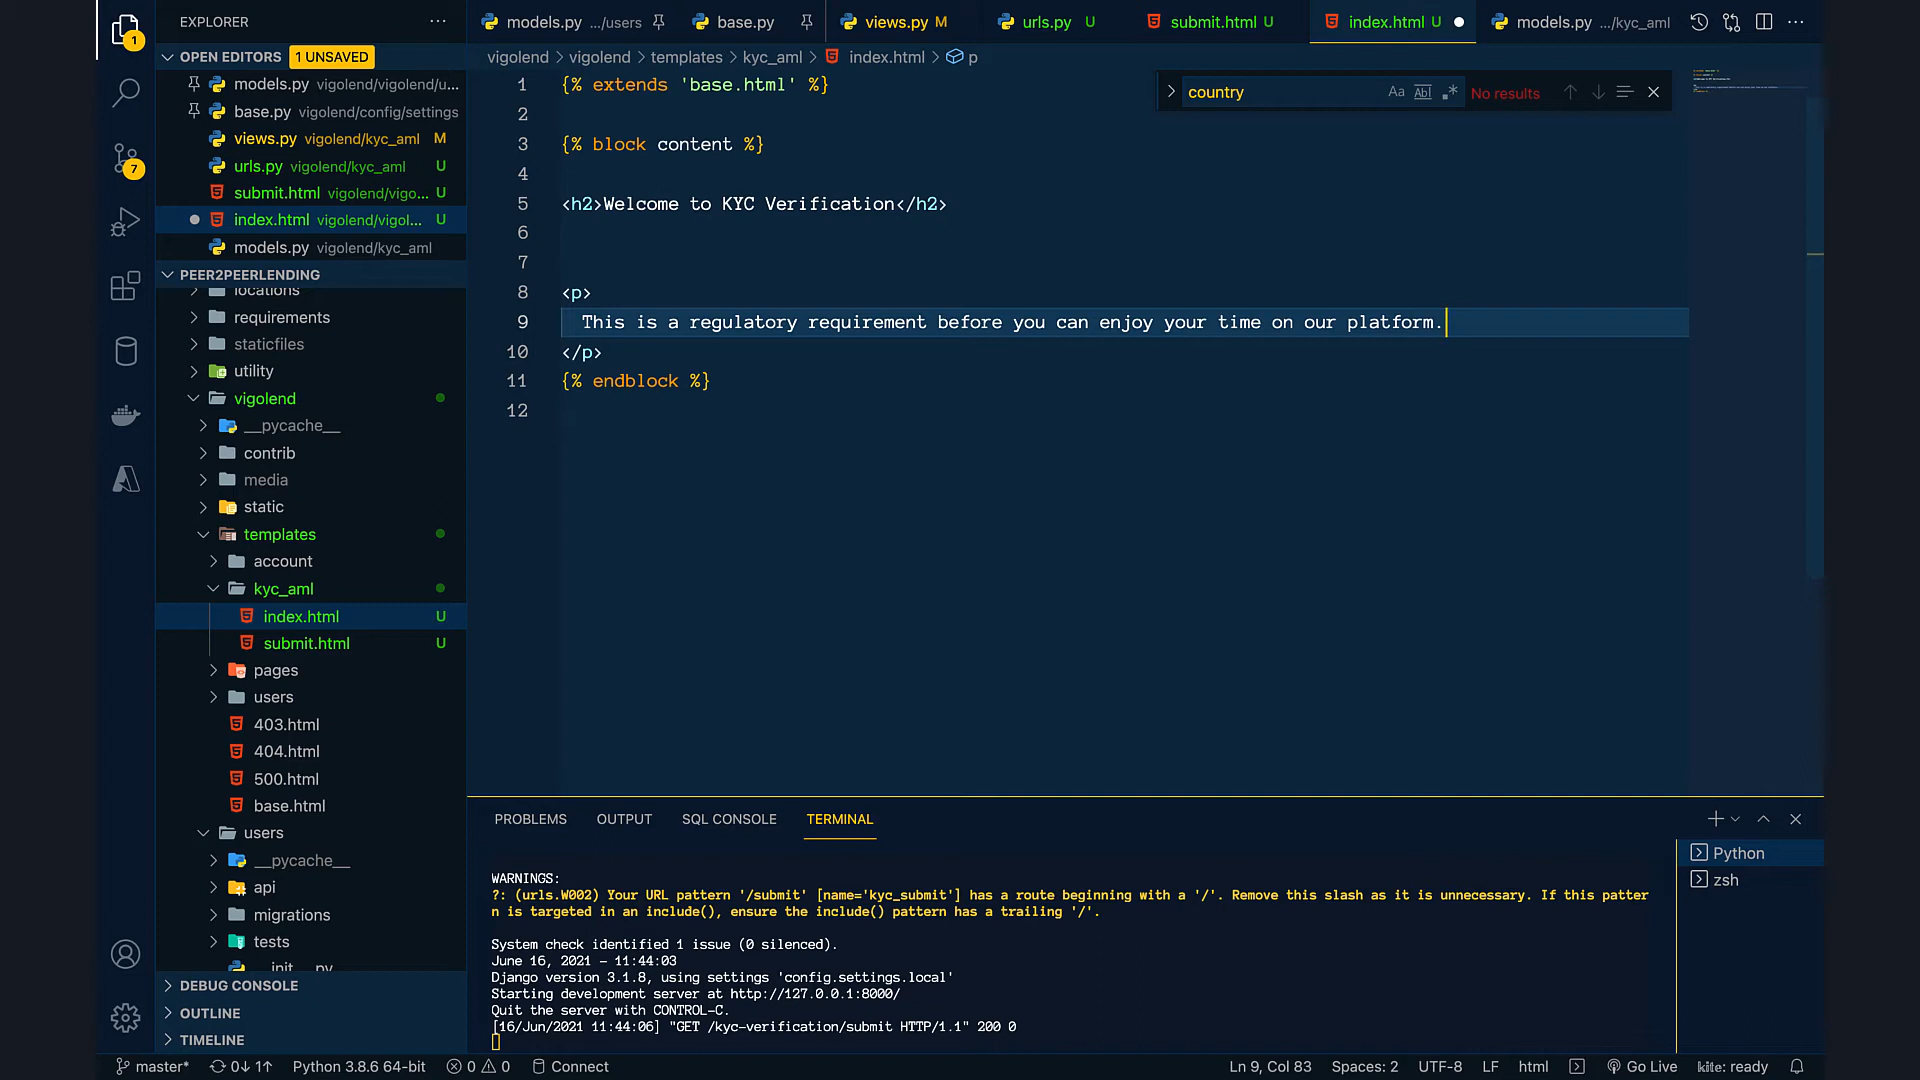 EXPLORER
OPEN EDITORS 1 UNSAVED
models.py vigolend/vigolend/u...
base.py vigolend/config/settings
views.py vigolend/kyc_aml M
urls.py vigolend/kyc_aml U
submit.html vigolend/vigo... U
index.html vigolend/vigol... U
models.py vigolend/kyc_aml
PEER2PEERLENDING
locations
requirements
staticfiles
utility
vigolend
__pycache__
contrib
media
static
templates
account
kyc_aml
index.html U
submit.html U
pages
users
403.html
404.html
500.html
base.html
users
__pycache__
api
migrations
tests
__init__.py
DEBUG CONSOLE
OUTLINE
TIMELINE
1
7
models.py .../users
base.py
views.py M
urls.py U
submit.html U
index.html U
models.py .../kyc_aml
vigolend > vigolend > templates > kyc_aml > index.html > p
country Aa Abl No results
1 {% extends 'base.html' %}
2
3 {% block content %}
4
5 <h2>Welcome to KYC Verification</h2>
6
7
8 <p>
9 This is a regulatory requirement before you can enjoy your time on our platform.
10 </p>
11 {% endblock %}
12
PROBLEMS OUTPUT SQL CONSOLE TERMINAL
WARNINGS:
?: (urls.W002) Your URL pattern '/submit' [name='kyc_submit'] has a route beginning with a '/'. Remove this slash as it is unnecessary. If this patter
n is targeted in an include(), ensure the include() pattern has a trailing '/'.
System check identified 1 issue (0 silenced).
June 16, 2021 - 11:44:03
Django version 3.1.8, using settings 'config.settings.local'
Starting development server at http://127.0.0.1:8000/
Quit the server with CONTROL-C.
[16/Jun/2021 11:44:06] "GET /kyc-verification/submit HTTP/1.1" 200 0
Python
zsh
master* 0↓ 1↑ Python 3.8.6 64-bit 0 0 Connect
Ln 9, Col 83 Spaces: 2 UTF-8 LF html Go Live kite: ready